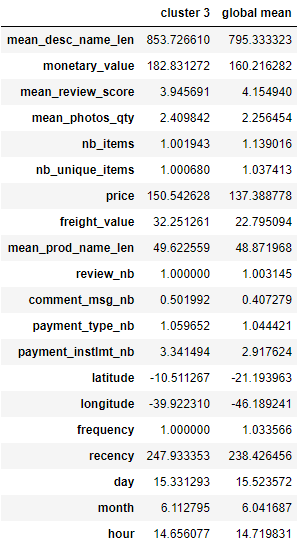 cluster 3 global mean
mean_desc_name_len 853.726610 795.333323
monetary_value 182.831272 160.216282
mean_review_score 3.945691 4.154940
mean_photos_qty 2.409842 2.256454
nb_items 1.001943 1.139016
nb_unique_items 1.000680 1.037413
price 150.542628 137.388778
freight_value 32.251261 22.795094
mean_prod_name_len 49.622559 48.871968
review_nb 1.000000 1.003145
comment_msg_nb 0.501992 0.407279
payment_type_nb 1.059652 1.044421
payment_instlmt_nb 3.341494 2.917624
latitude -10.511267 -21.193963
longitude -39.922310 -46.189241
frequency 1.000000 1.033566
recency 247.933353 238.426456
day 15.331293 15.523572
month 6.112795 6.041687
hour 14.656077 14.719831